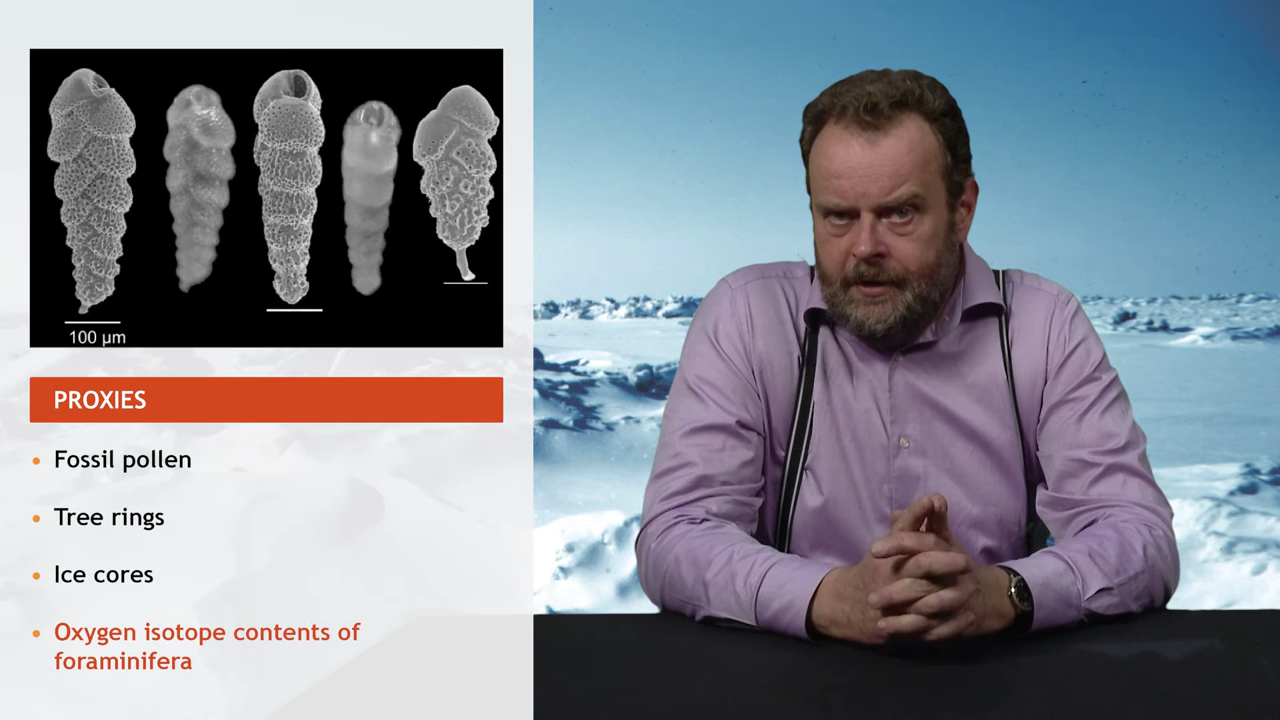 100 µm
PROXIES
Fossil pollen
Tree rings
Ice cores
Oxygen isotope contents of
foraminifera